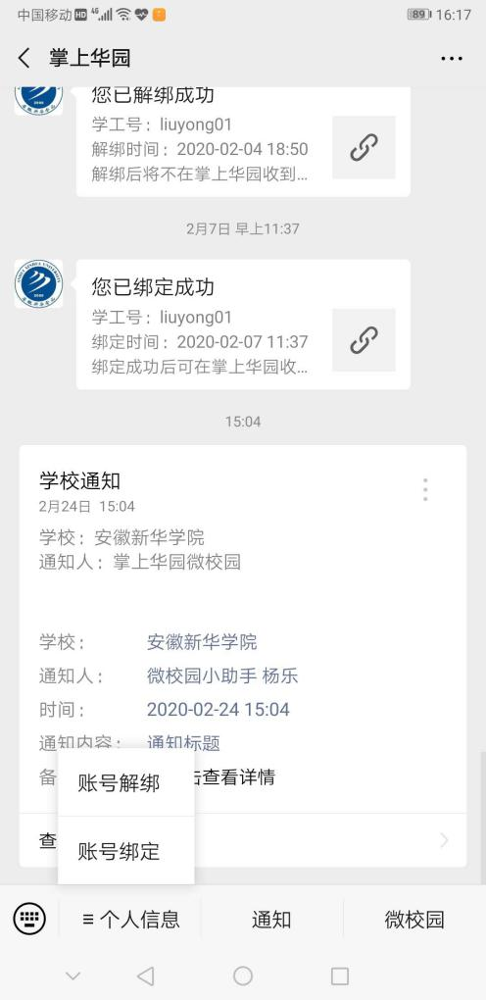 中国移动 HD 4G 89 16:17
掌上华园
您已解绑成功
学工号：liuyong01
解绑时间：2020-02-04 18:50
解绑后将不在掌上华园收到...
2月7日 早上11:37
您已绑定成功
学工号：liuyong01
绑定时间：2020-02-07 11:37
绑定成功后可在掌上华园收...
15:04
学校通知
2月24日 15:04
学校：安徽新华学院
通知人：掌上华园微校园
学校： 安徽新华学院
通知人： 微校园小助手 杨乐
时间： 2020-02-24 15:04
通知内容： 通知标题
备 击查看详情
账号解绑
查
账号绑定
个人信息 通知 微校园